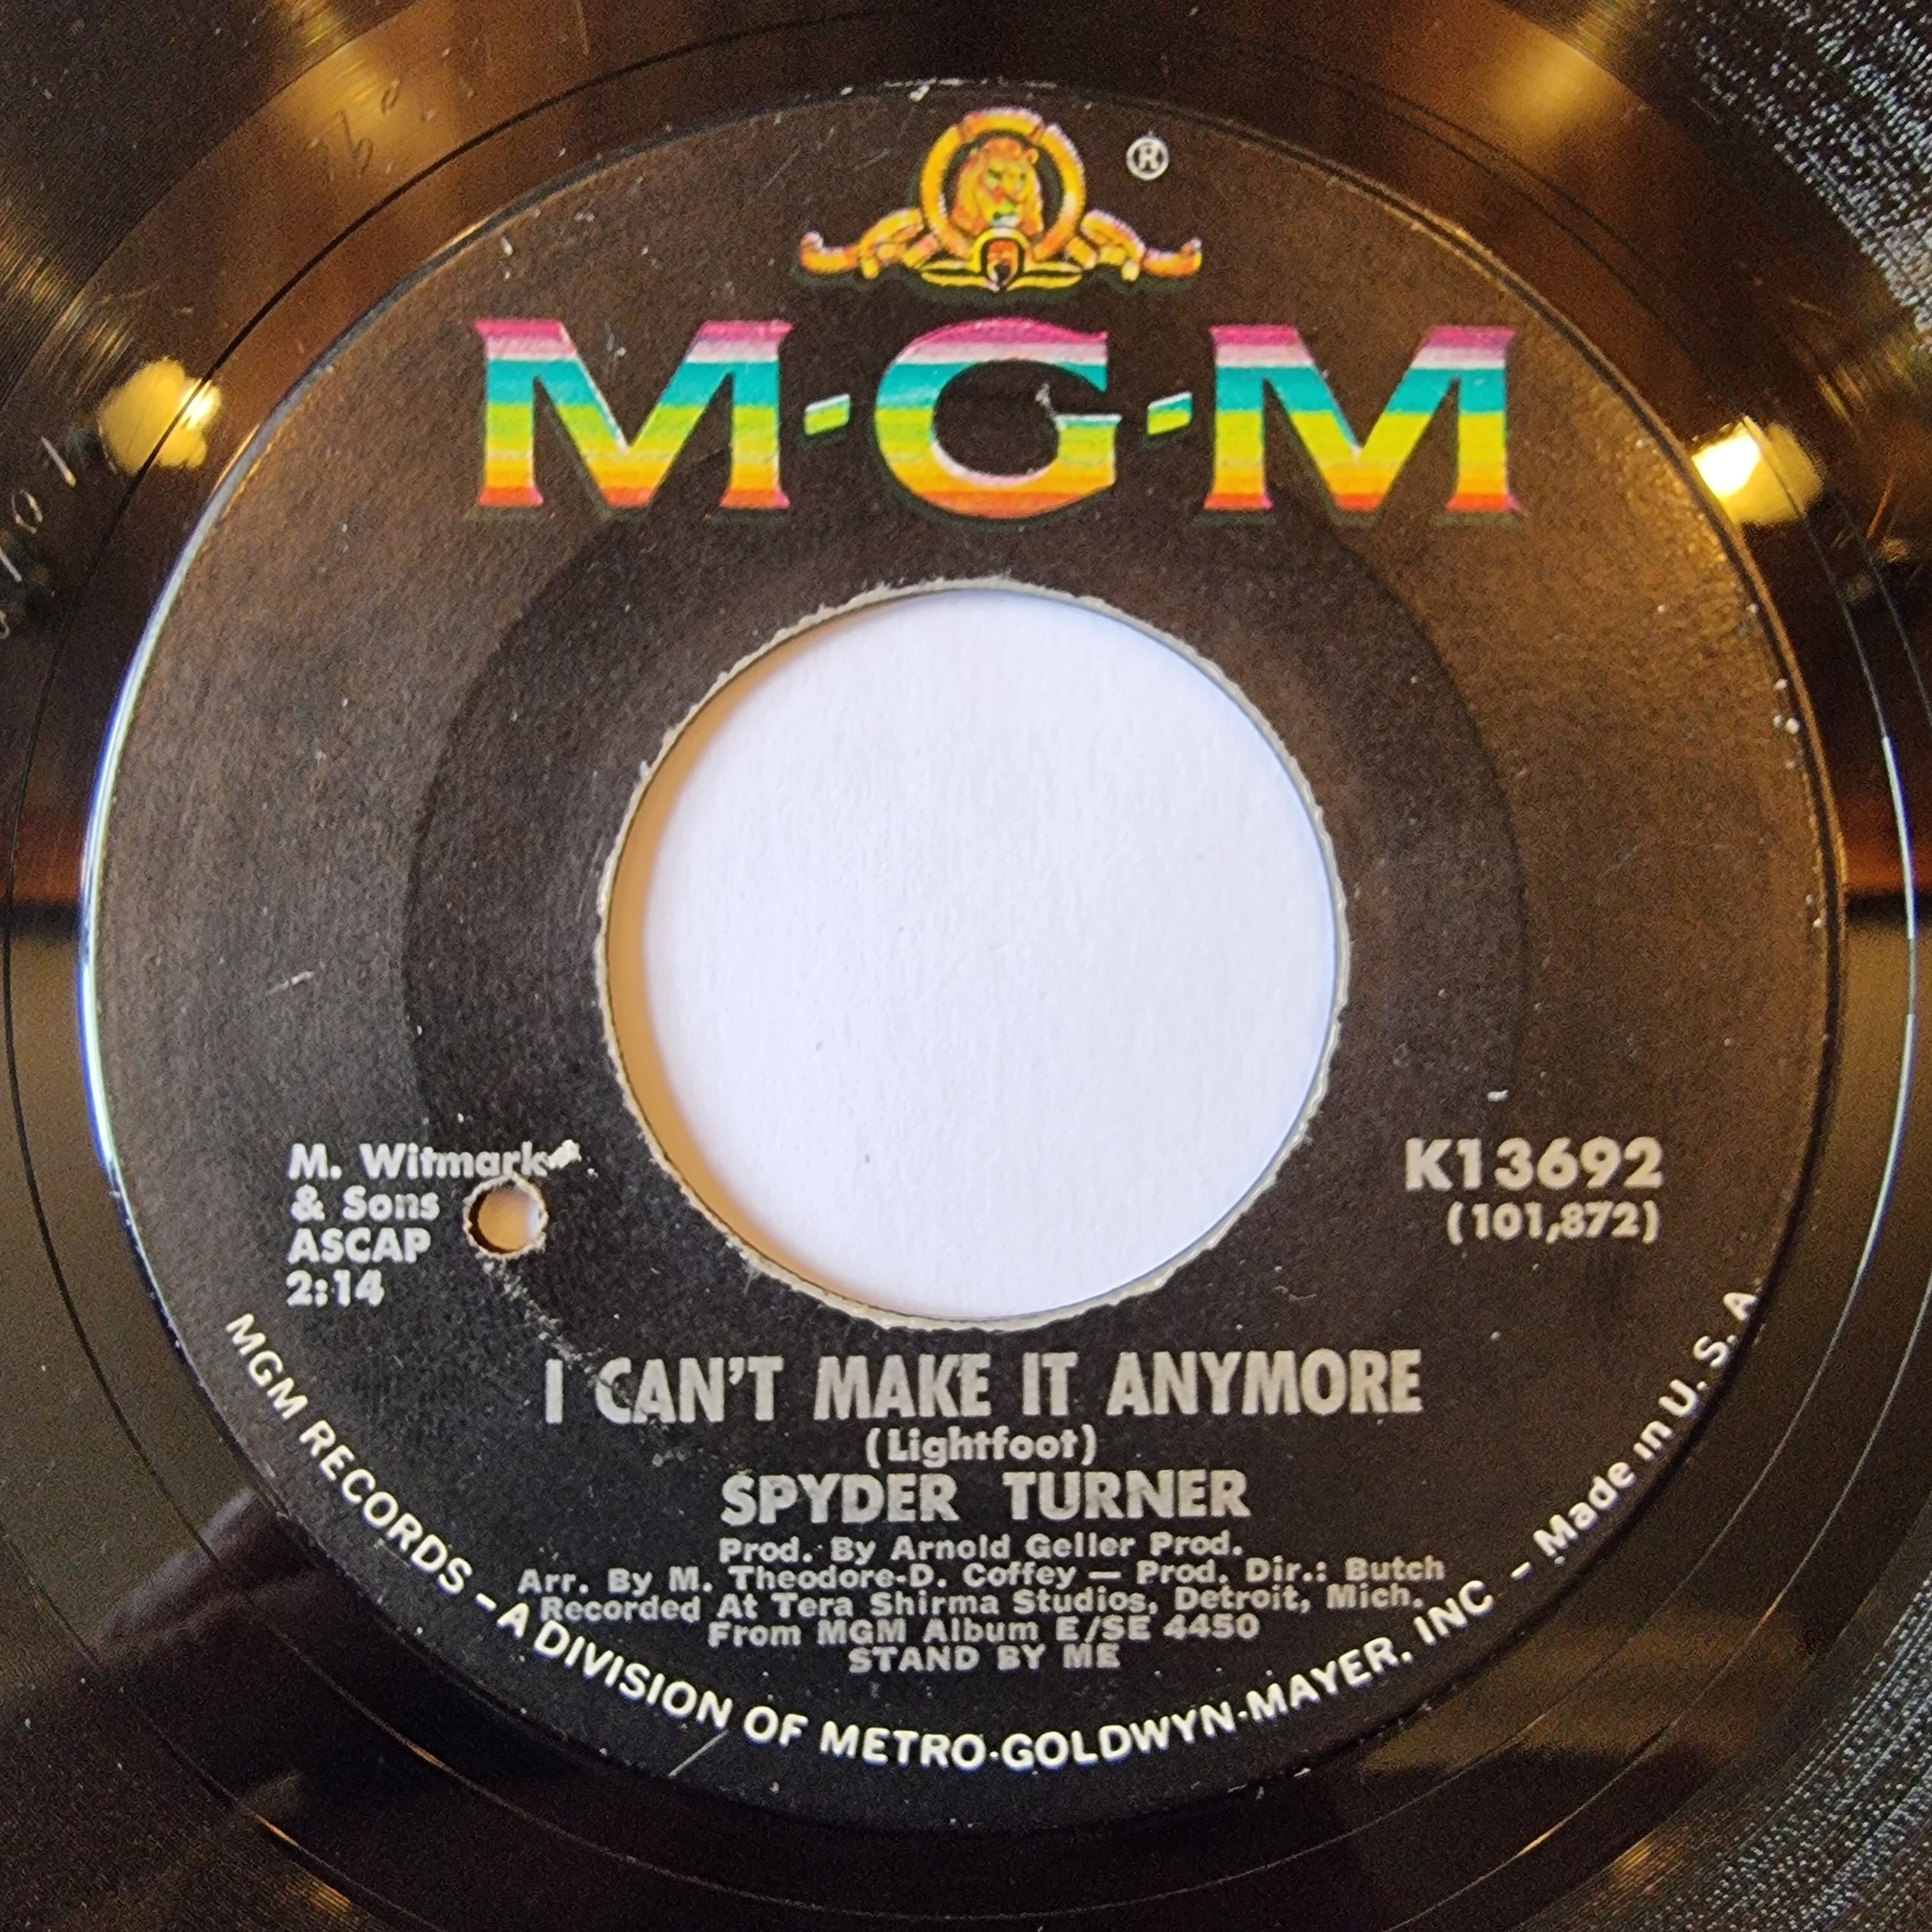 ®
M·G·M
M. Witmark
& Sons
ASCAP
2:14
K13692
(101,872)
I CAN'T MAKE IT ANYMORE
(Lightfoot)
SPYDER TURNER
Prod. By Arnold Geller Prod.
Arr. By M. Theodore-D. Coffey — Prod. Dir.: Butch
Recorded At Tera Shirma Studios, Detroit, Mich.
From MGM Album E/SE 4450
STAND BY ME
MGM RECORDS – A DIVISION OF METRO·GOLDWYN·MAYER, INC – Made in U. S. A